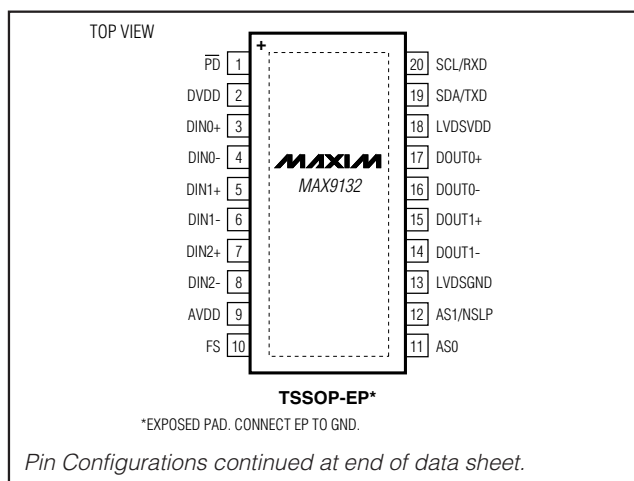 TOP VIEW
+
PD 1
DVDD 2
DIN0+ 3
DIN0- 4
DIN1+ 5
DIN1- 6
DIN2+ 7
DIN2- 8
AVDD 9
FS 10
MAXIM
MAX9132
20 SCL/RXD
19 SDA/TXD
18 LVDSVDD
17 DOUT0+
16 DOUT0-
15 DOUT1+
14 DOUT1-
13 LVDSGND
12 AS1/NSLP
11 AS0
TSSOP-EP*
*EXPOSED PAD. CONNECT EP TO GND.
Pin Configurations continued at end of data sheet.